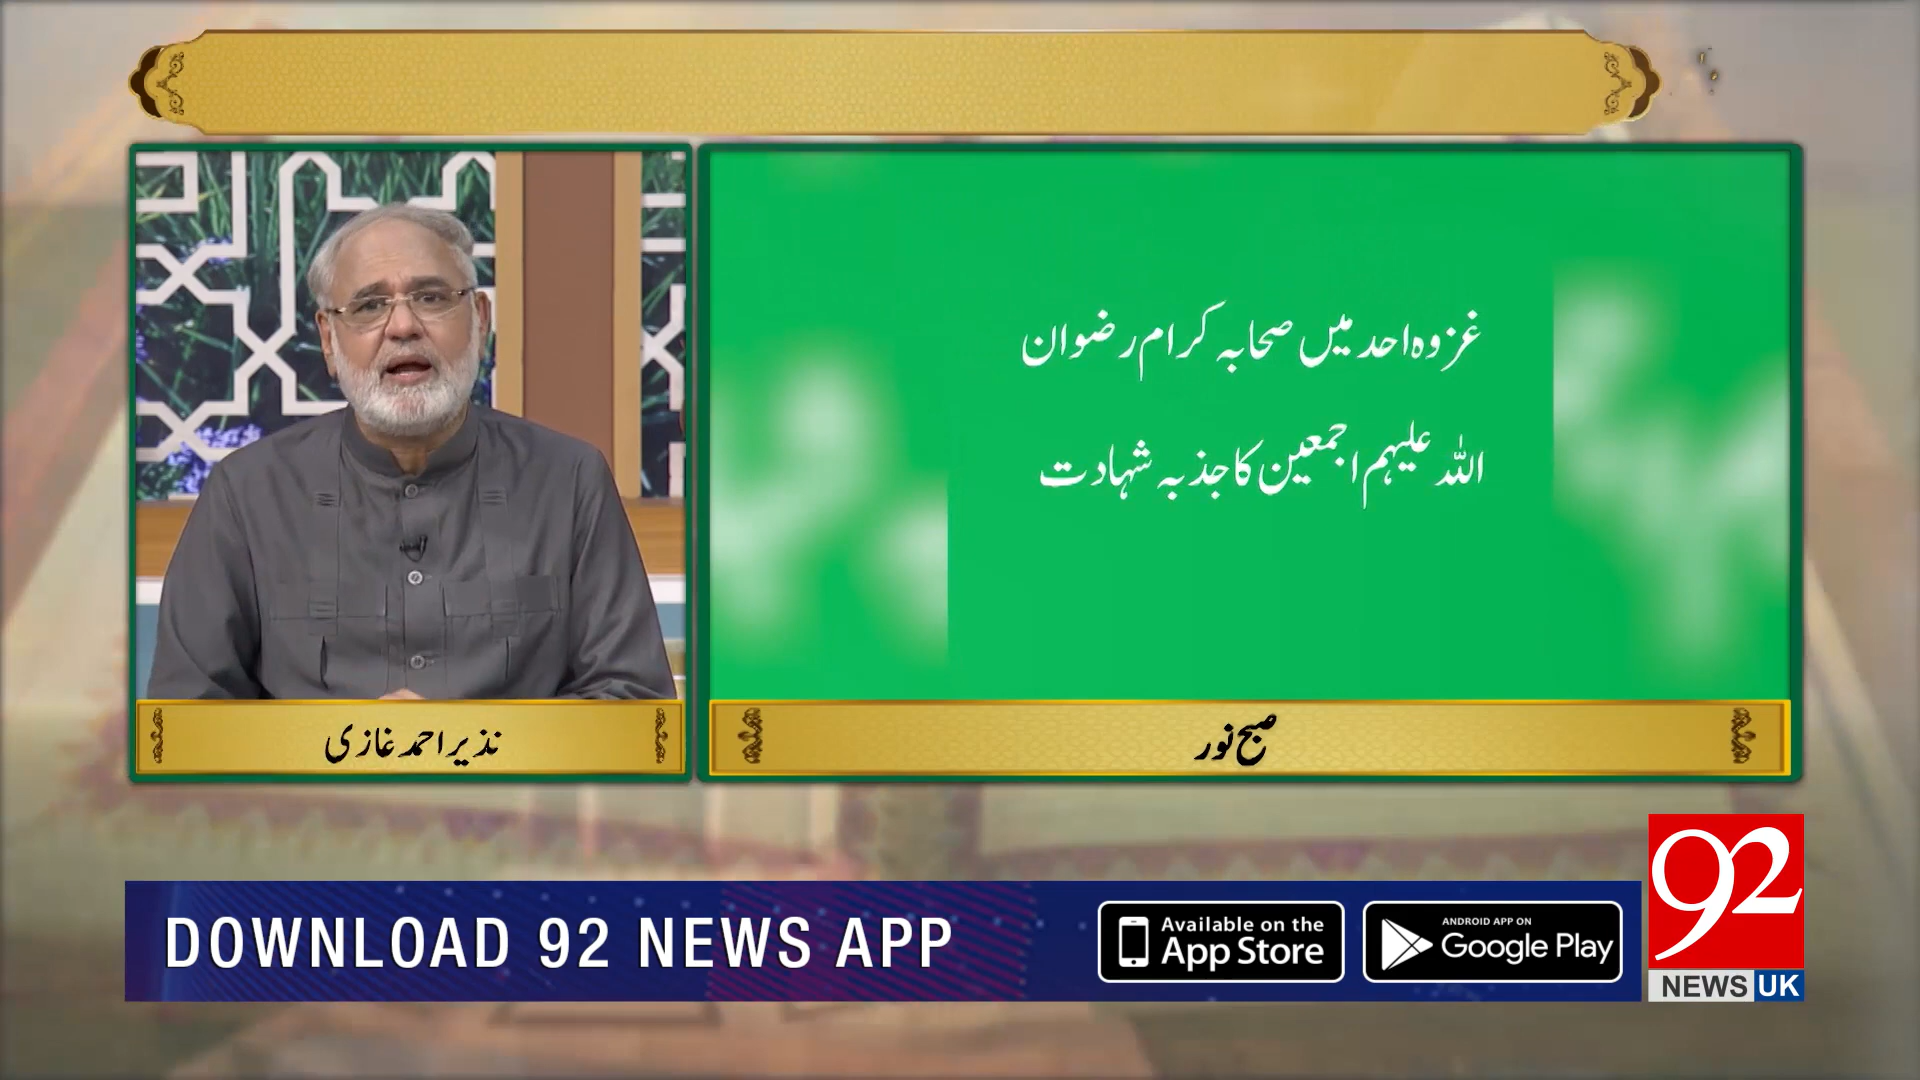 غزوہ احد میں صحابہ کرام رضوان
اللہ علیہم اجمعین کا جذبہ شہادت
نذیر احمد غازی
صبح نور
DOWNLOAD 92 NEWS APP
Available on the
App Store
ANDROID APP ON
Google Play
92
NEWS UK